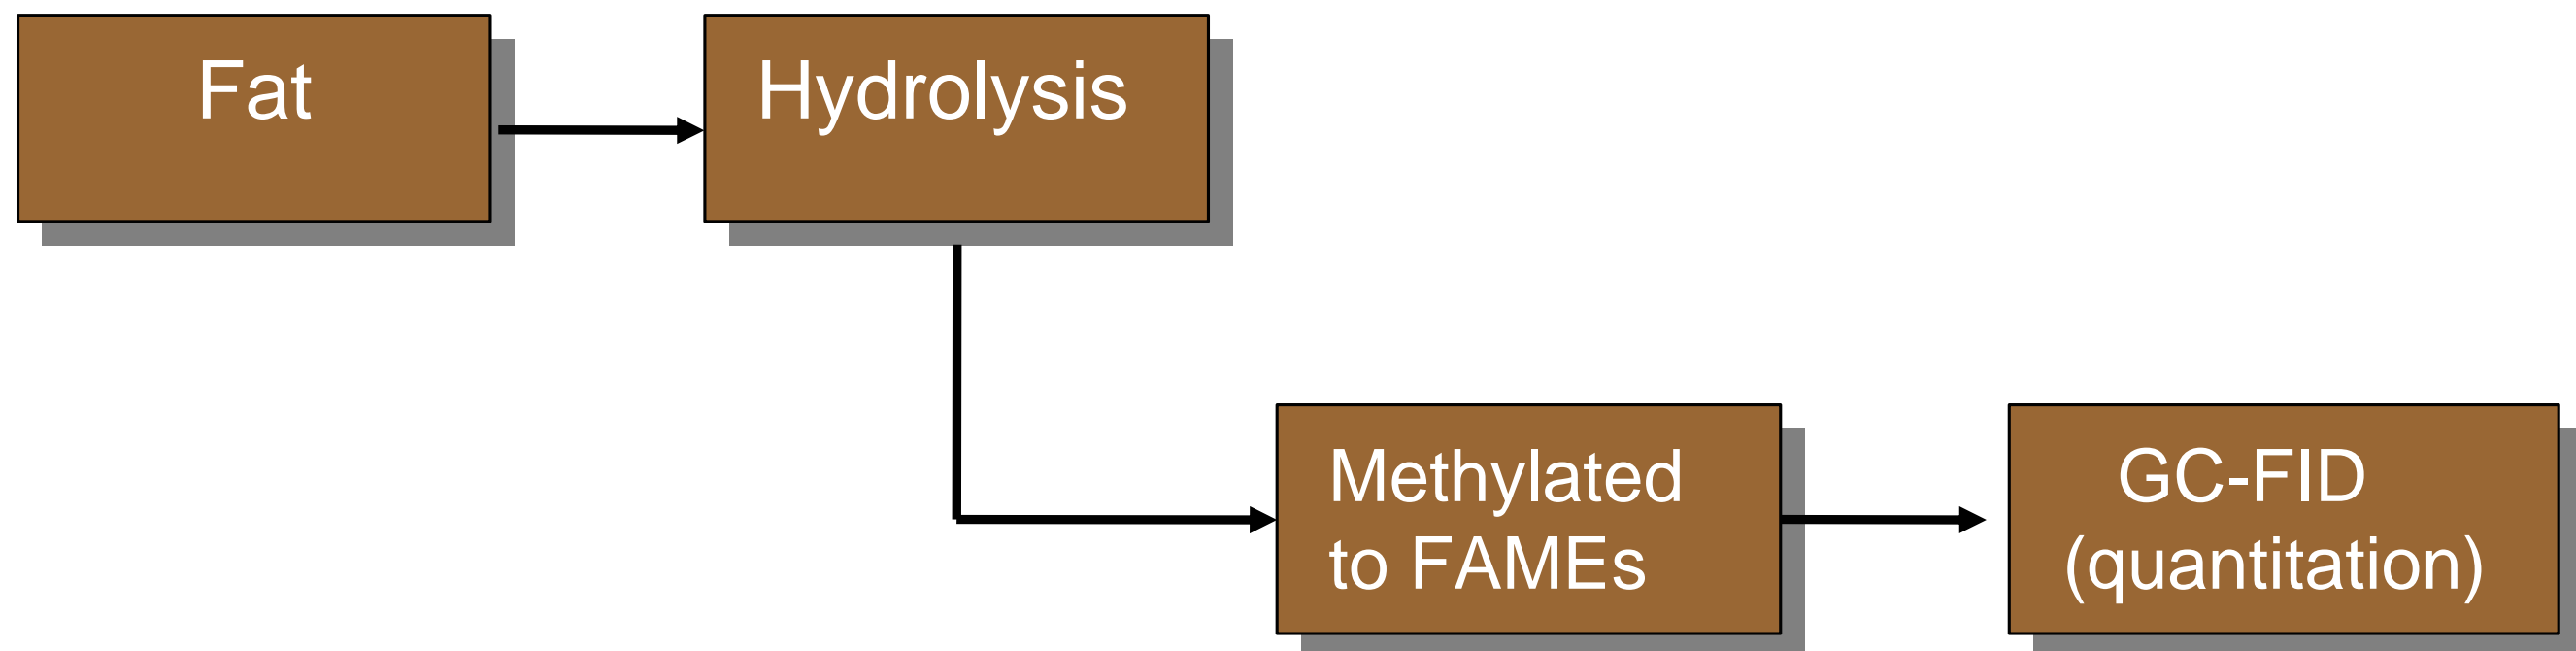 Fat
Hydrolysis
Methylated
to FAMEs
GC-FID
(quantitation)